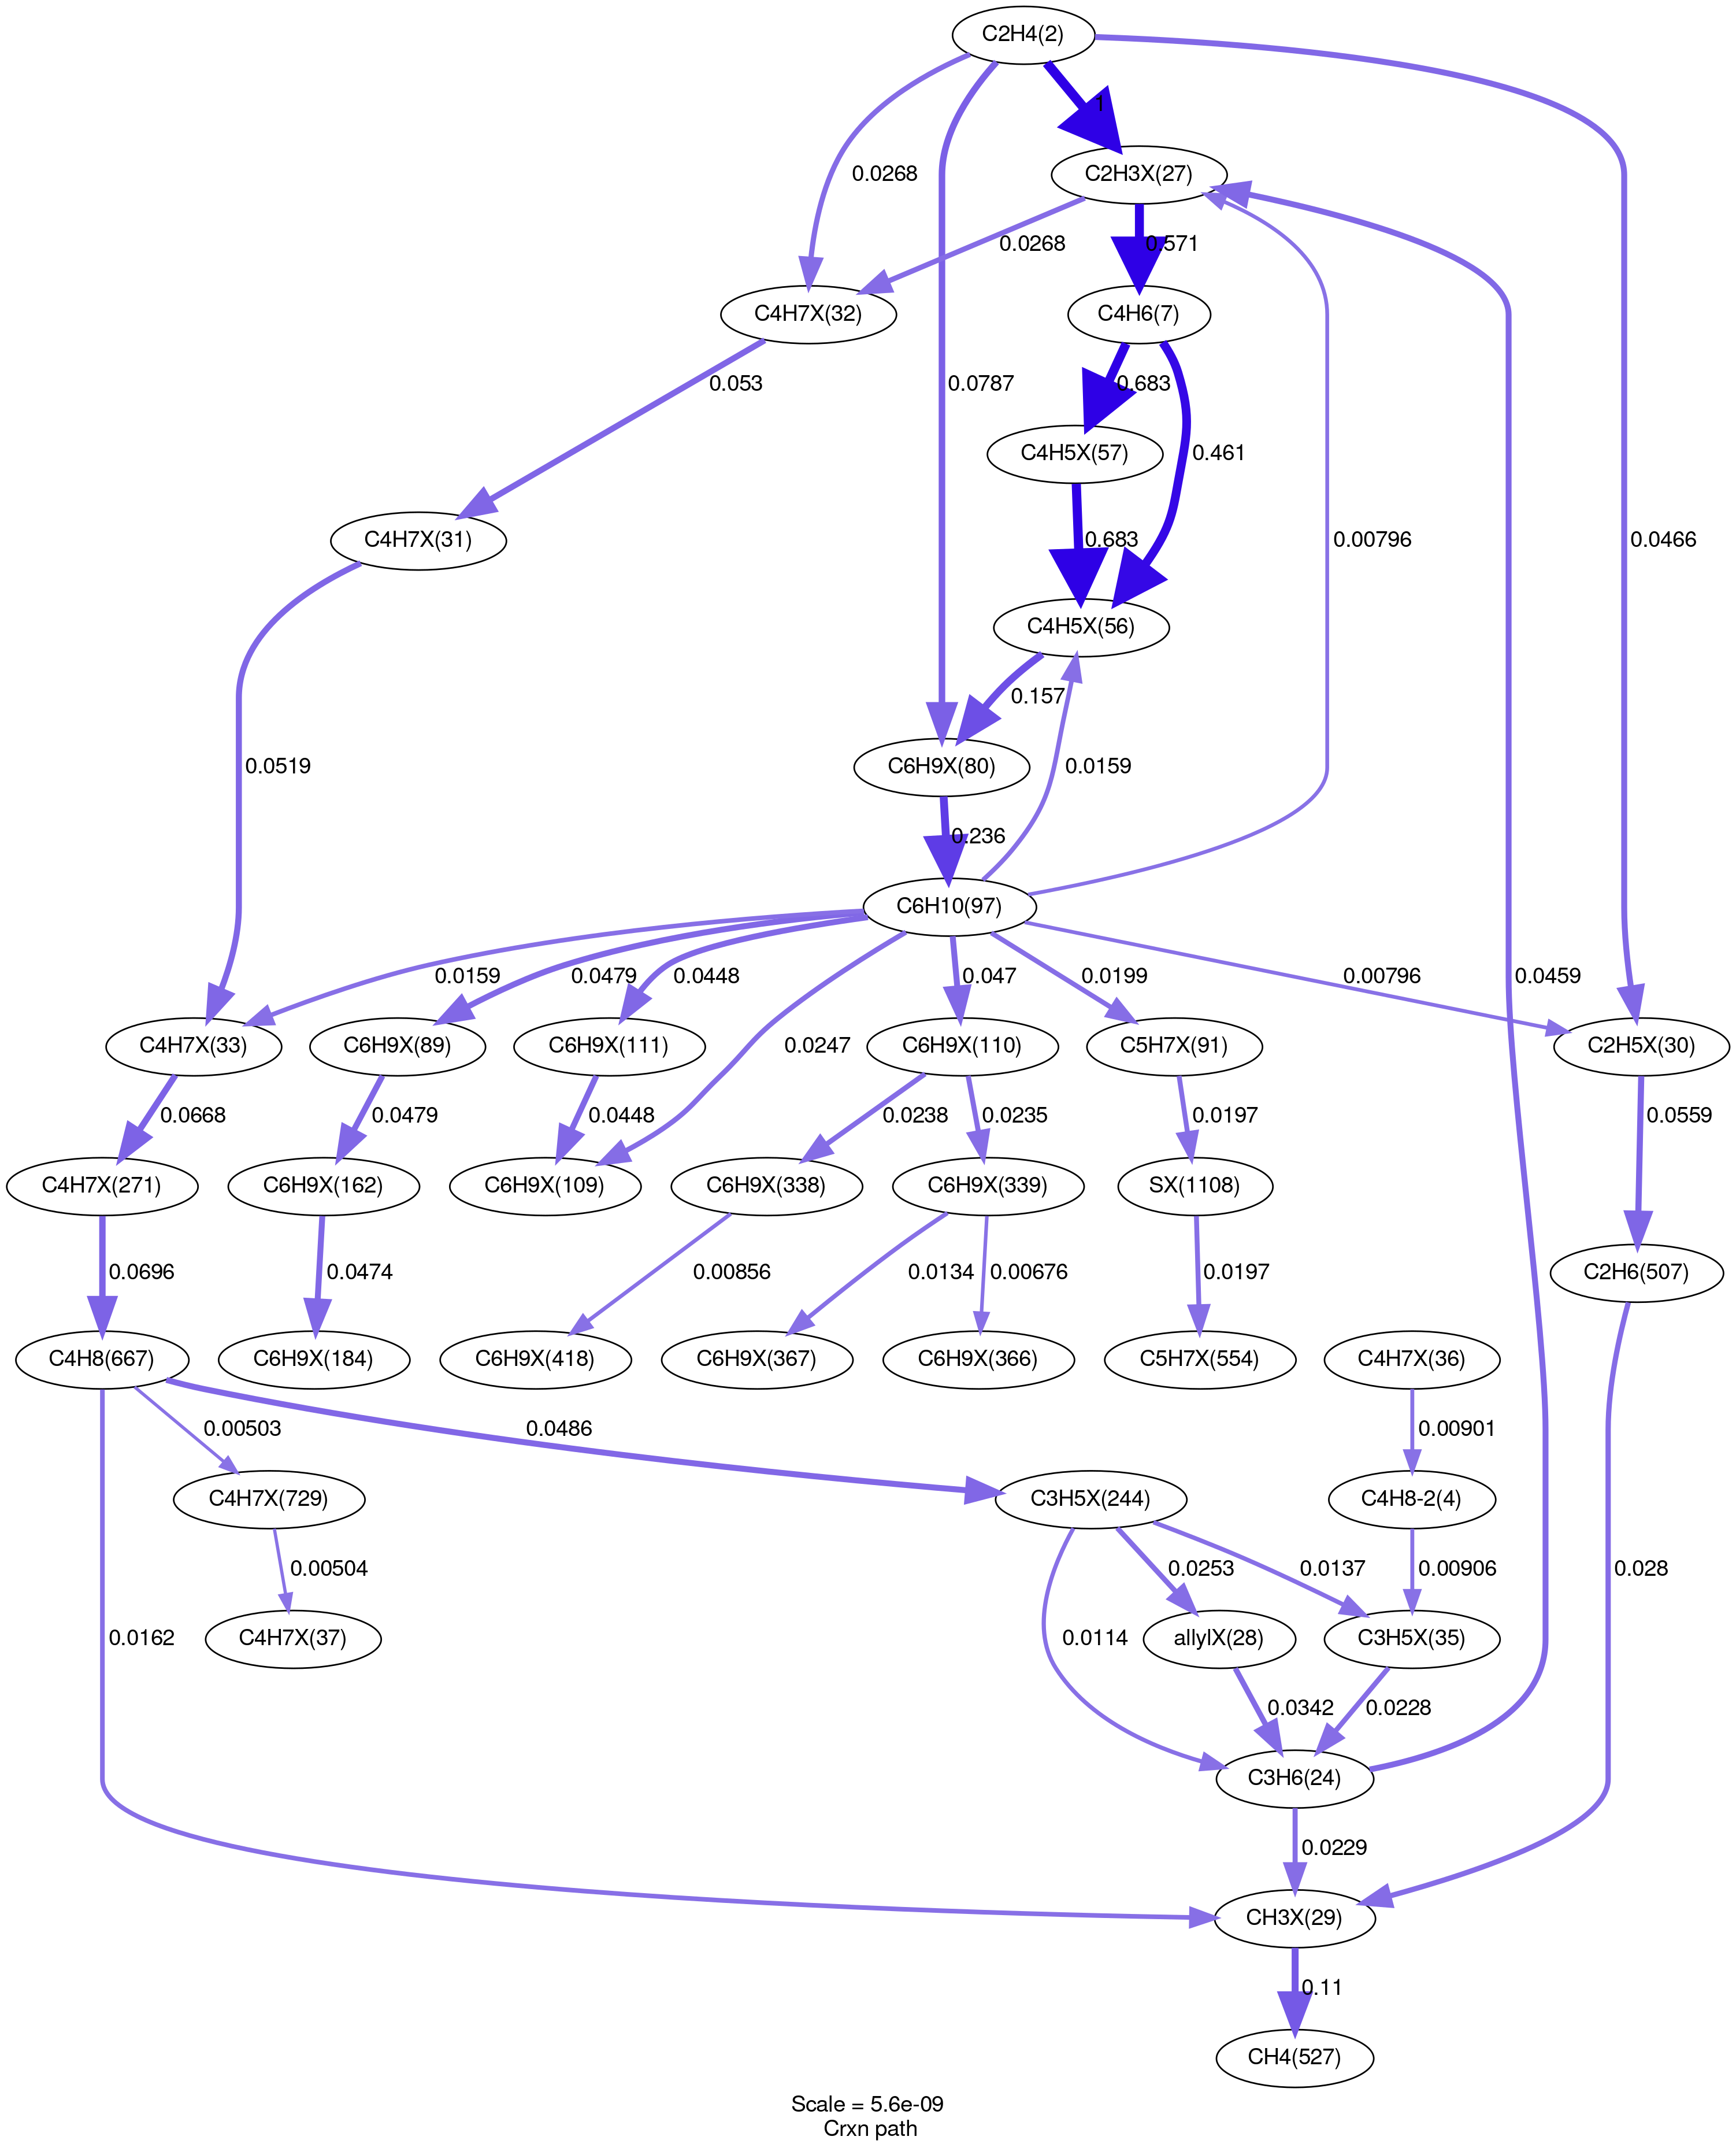 C2H4(2)
1
0.0268
C2H3X(27)
0.0268
0.571
C4H7X(32)
C4H6(7)
0.053
0.0787
0.683
0.461
C4H5X(57)
0.00796
0.0466
C4H7X(31)
0.683
C4H5X(56)
0.157
0.0519
C6H9X(80)
0.0159
0.236
C6H10(97)
0.0159
0.0479
0.0448
0.047
0.0199
0.00796
0.0459
0.0247
C4H7X(33)
C6H9X(89)
C6H9X(111)
C6H9X(110)
C5H7X(91)
C2H5X(30)
0.0668
0.0479
0.0448
0.0238
0.0235
0.0197
0.0559
C4H7X(271)
C6H9X(162)
C6H9X(109)
C6H9X(338)
C6H9X(339)
SX(1108)
0.0696
0.0474
0.00856
0.0134
0.00676
0.0197
C2H6(507)
C4H8(667)
C6H9X(184)
C6H9X(418)
C6H9X(367)
C6H9X(366)
C5H7X(554)
C4H7X(36)
0.00503
0.0486
0.00901
C4H7X(729)
C3H5X(244)
C4H8-2(4)
0.00504
0.0253
0.0137
0.00906
0.028
0.0162
C4H7X(37)
0.0114
allylX(28)
C3H5X(35)
0.0342
0.0228
C3H6(24)
0.0229
CH3X(29)
0.11
CH4(527)
Scale = 5.6e-09
Crxn path